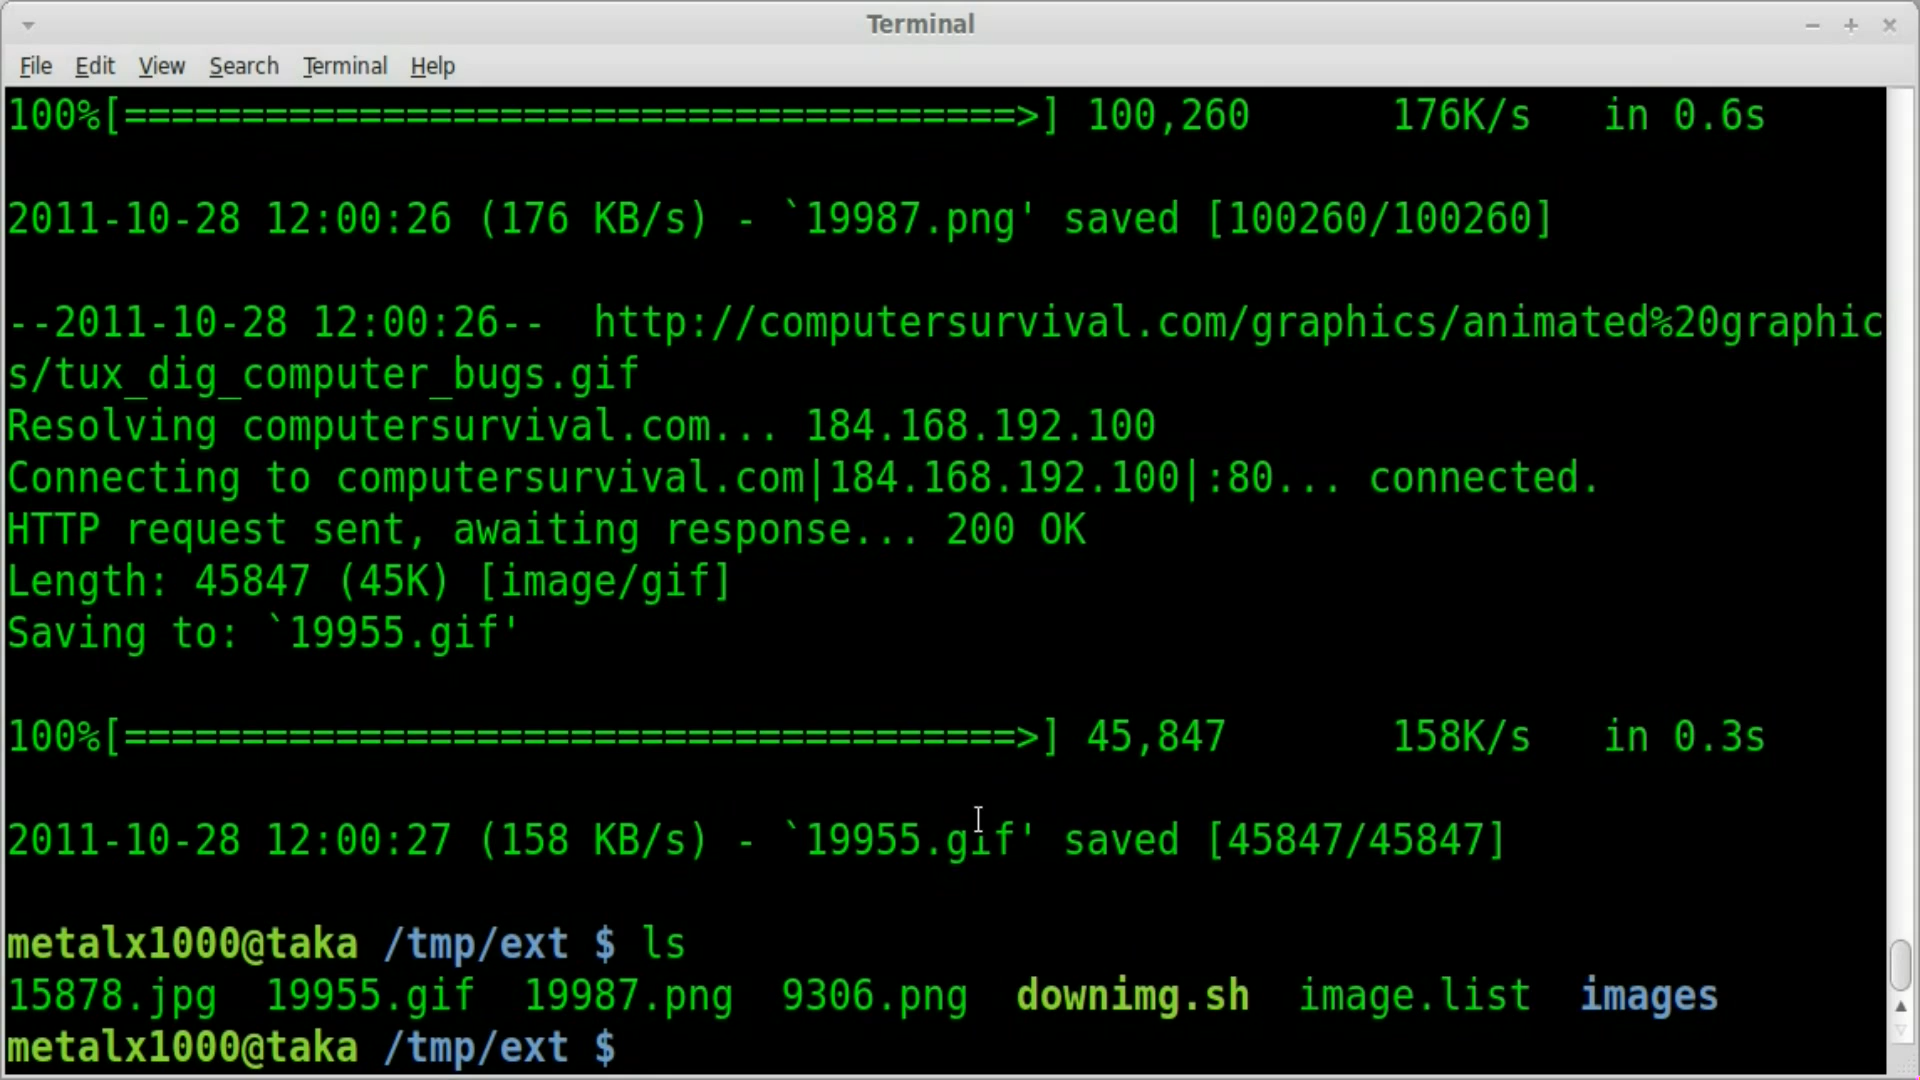 Terminal
File Edit View Search Terminal Help
100%[======================================>] 100,260      176K/s   in 0.6s
2011-10-28 12:00:26 (176 KB/s) - `19987.png' saved [100260/100260]
--2011-10-28 12:00:26--  http://computersurvival.com/graphics/animated%20graphic
s/tux_dig_computer_bugs.gif
Resolving computersurvival.com... 184.168.192.100
Connecting to computersurvival.com|184.168.192.100|:80... connected.
HTTP request sent, awaiting response... 200 OK
Length: 45847 (45K) [image/gif]
Saving to: `19955.gif'
100%[======================================>] 45,847       158K/s   in 0.3s
2011-10-28 12:00:27 (158 KB/s) - `19955.gif' saved [45847/45847]
metalx1000@taka /tmp/ext $ ls
15878.jpg  19955.gif  19987.png  9306.png  downimg.sh  image.list  images
metalx1000@taka /tmp/ext $